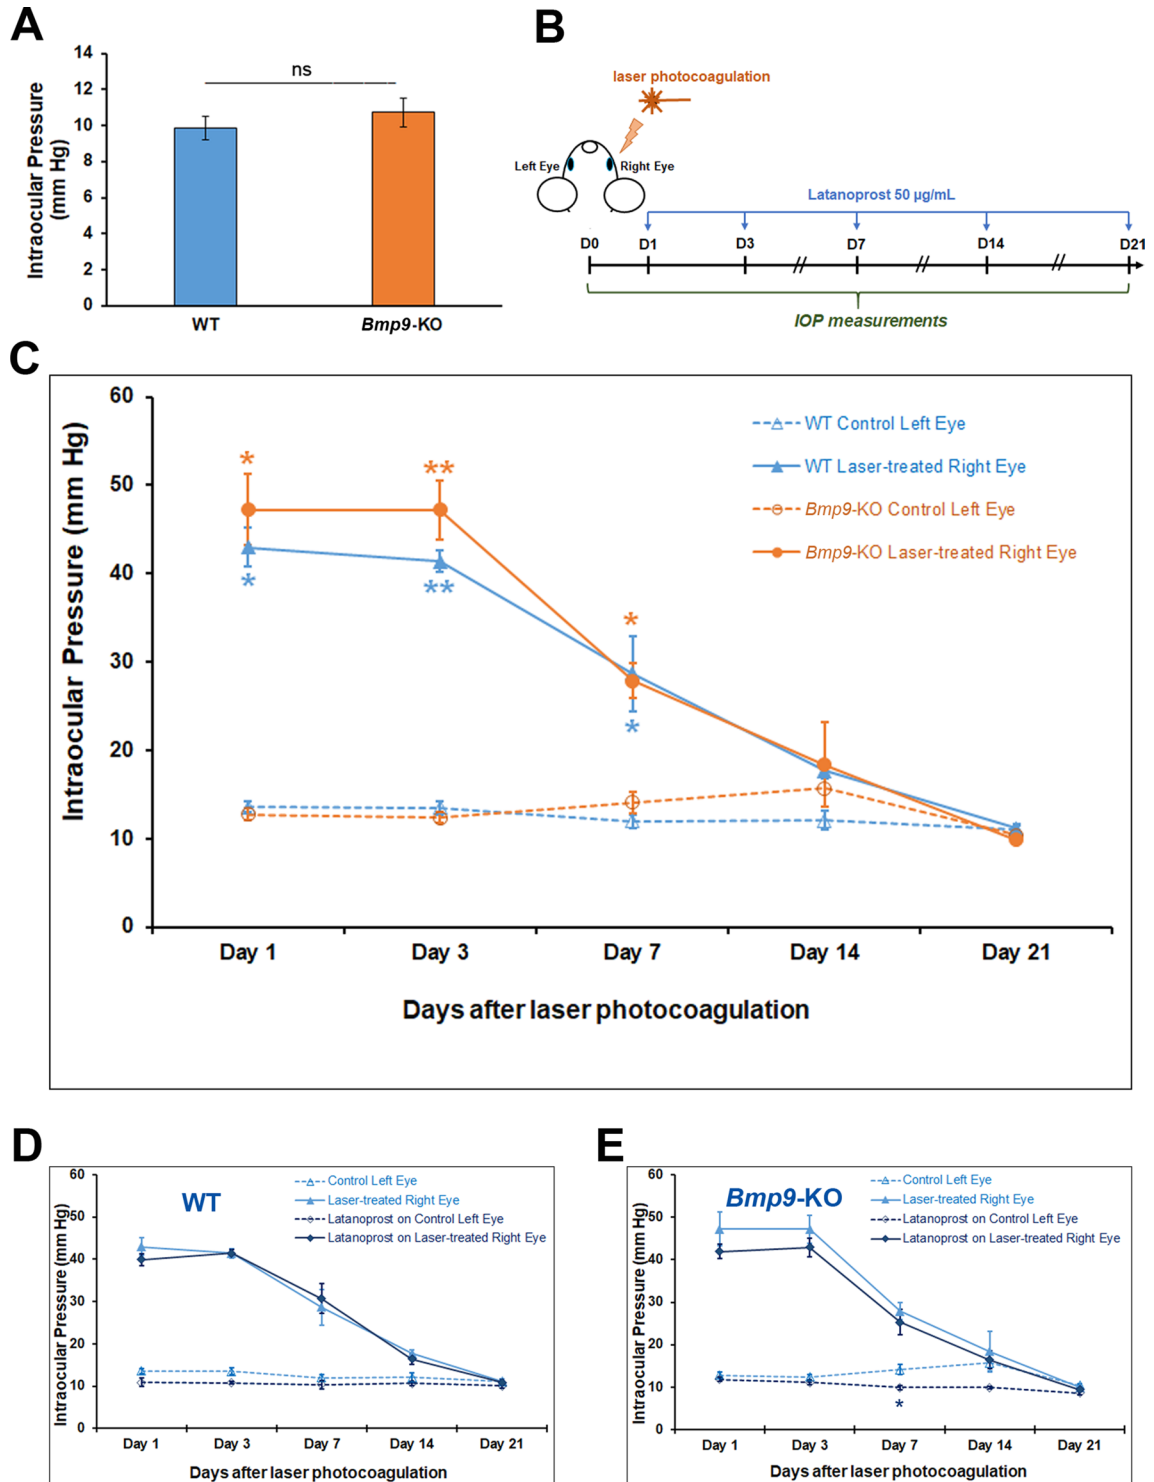 A
Intraocular Pressure
(mm Hg)
14
12
10
8
6
4
2
0
ns
WT
Bmp9-KO
B
laser photocoagulation
Left Eye
Right Eye
Latanoprost 50 µg/mL
D0 D1 D3 D7 D14 D21
IOP measurements
C
Intraocular Pressure (mm Hg)
60
50
40
30
20
10
0
* **
* **
*
*
WT Control Left Eye
WT Laser-treated Right Eye
Bmp9-KO Control Left Eye
Bmp9-KO Laser-treated Right Eye
Day 1 Day 3 Day 7 Day 14 Day 21
Days after laser photocoagulation
D
Intraocular Pressure (mm Hg)
60
50
40
30
20
10
0
WT
Control Left Eye
Laser-treated Right Eye
Latanoprost on Control Left Eye
Latanoprost on Laser-treated Right Eye
Day 1 Day 3 Day 7 Day 14 Day 21
Days after laser photocoagulation
E
Intraocular Pressure (mm Hg)
60
50
40
30
20
10
0
Bmp9-KO
Control Left Eye
Laser-treated Right Eye
Latanoprost on Control Left Eye
Latanoprost on Laser-treated Right Eye
*
Day 1 Day 3 Day 7 Day 14 Day 21
Days after laser photocoagulation